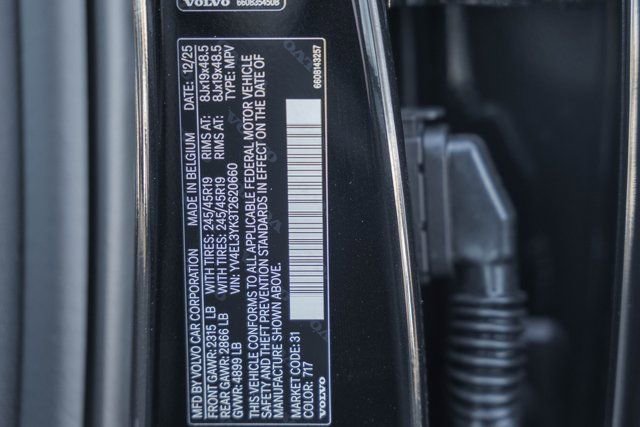 VOLVO 660B35450B
MFD BY VOLVO CAR CORPORATION MADE IN BELGIUM DATE: 12/25
FRONT GAWR: 2315 LB WITH TIRES: 245/45R19 RIMS AT: 8Jx19x48.5
REAR GAWR: 2866 LB WITH TIRES: 245/45R19 RIMS AT: 8Jx19x48.5
GVWR: 4899 LB VIN: YV4EL3YK3T2620660 TYPE: MPV
THIS VEHICLE CONFORMS TO ALL APPLICABLE FEDERAL MOTOR VEHICLE
SAFETY AND THEFT PREVENTION STANDARDS IN EFFECT ON THE DATE OF
MANUFACTURE SHOWN ABOVE.
MARKET CODE: 31
COLOR: 717
VOLVO 660B143257